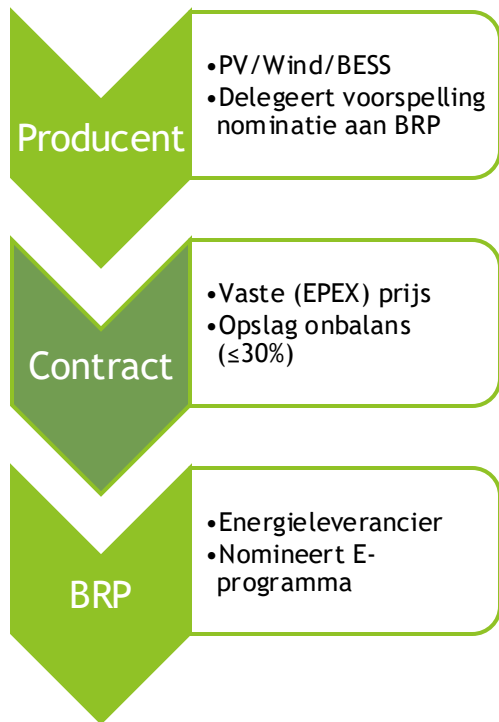 Producent
•PV/Wind/BESS
•Delegeert voorspelling
nominatie aan BRP
Contract
•Vaste (EPEX) prijs
•Opslag onbalans
(≤30%)
BRP
•Energieleverancier
•Nomineert E-
programma